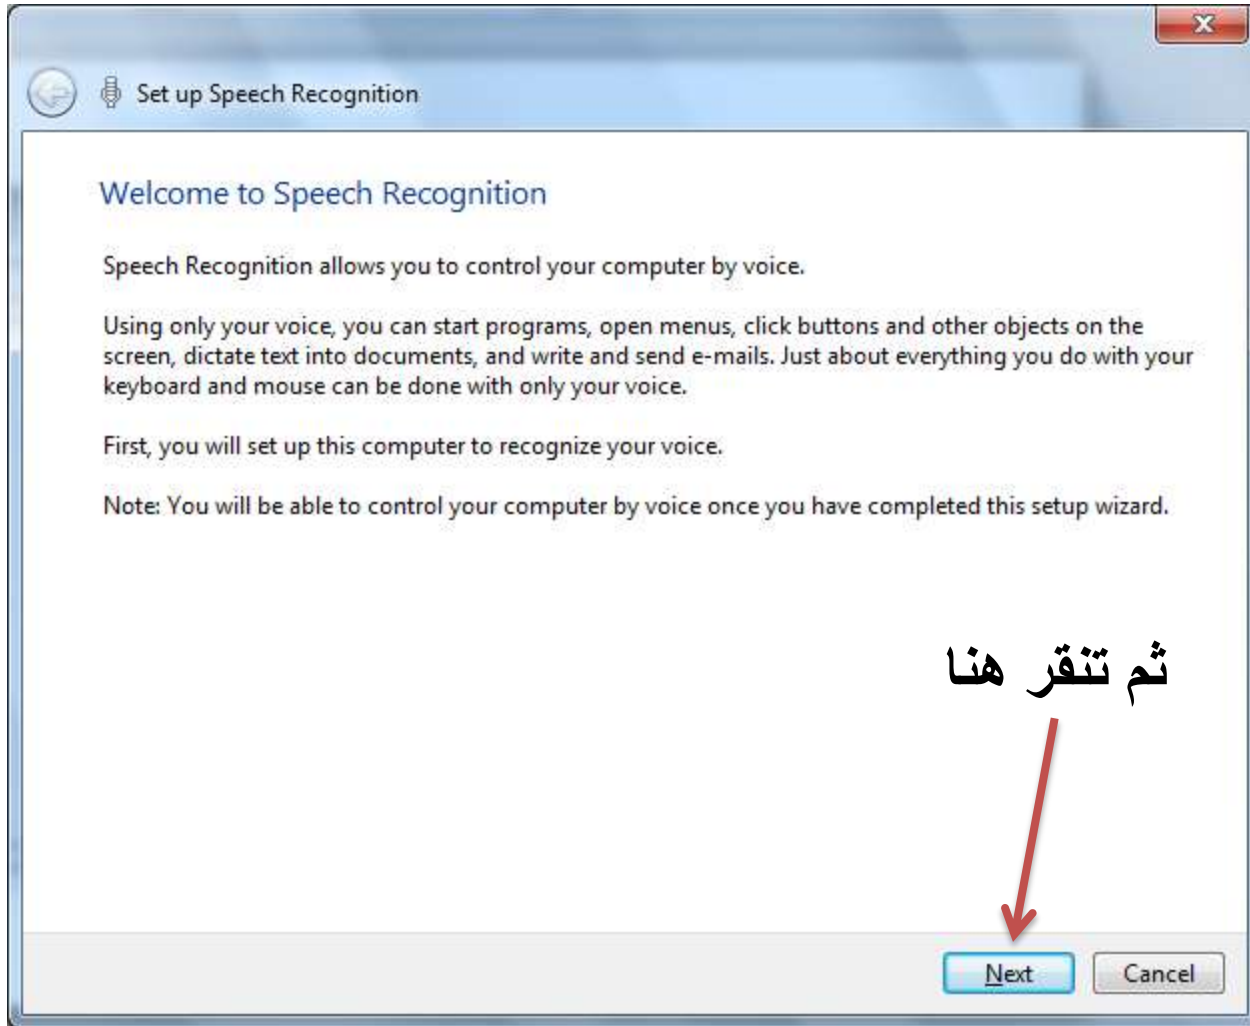 Set up Speech Recognition
Welcome to Speech Recognition
Speech Recognition allows you to control your computer by voice.
Using only your voice, you can start programs, open menus, click buttons and other objects on the
screen, dictate text into documents, and write and send e-mails. Just about everything you do with your
keyboard and mouse can be done with only your voice.
First, you will set up this computer to recognize your voice.
Note: You will be able to control your computer by voice once you have completed this setup wizard.
ثم تنقر هنا
Next
Cancel